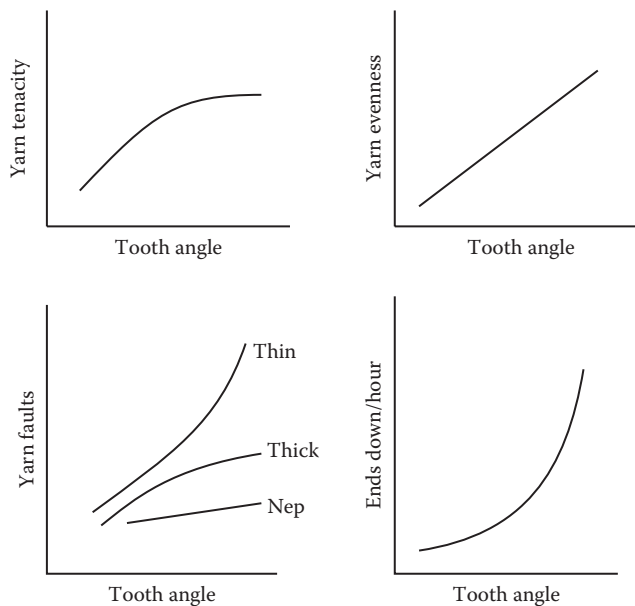 Yarn tenacity
Tooth angle
Yarn evenness
Tooth angle
Yarn faults
Thin
Thick
Nep
Tooth angle
Ends down/hour
Tooth angle